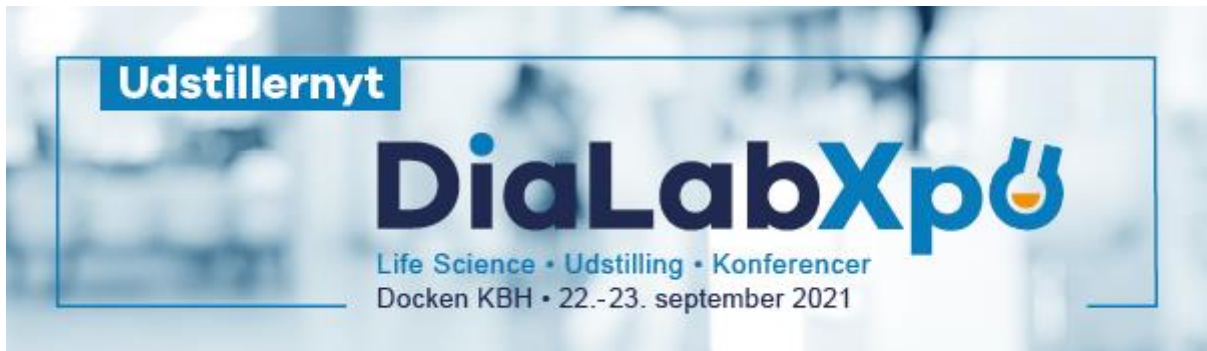 Udstillernyt
DiaLabXpo
Life Science • Udstilling • Konferencer
Docken KBH • 22.-23. september 2021